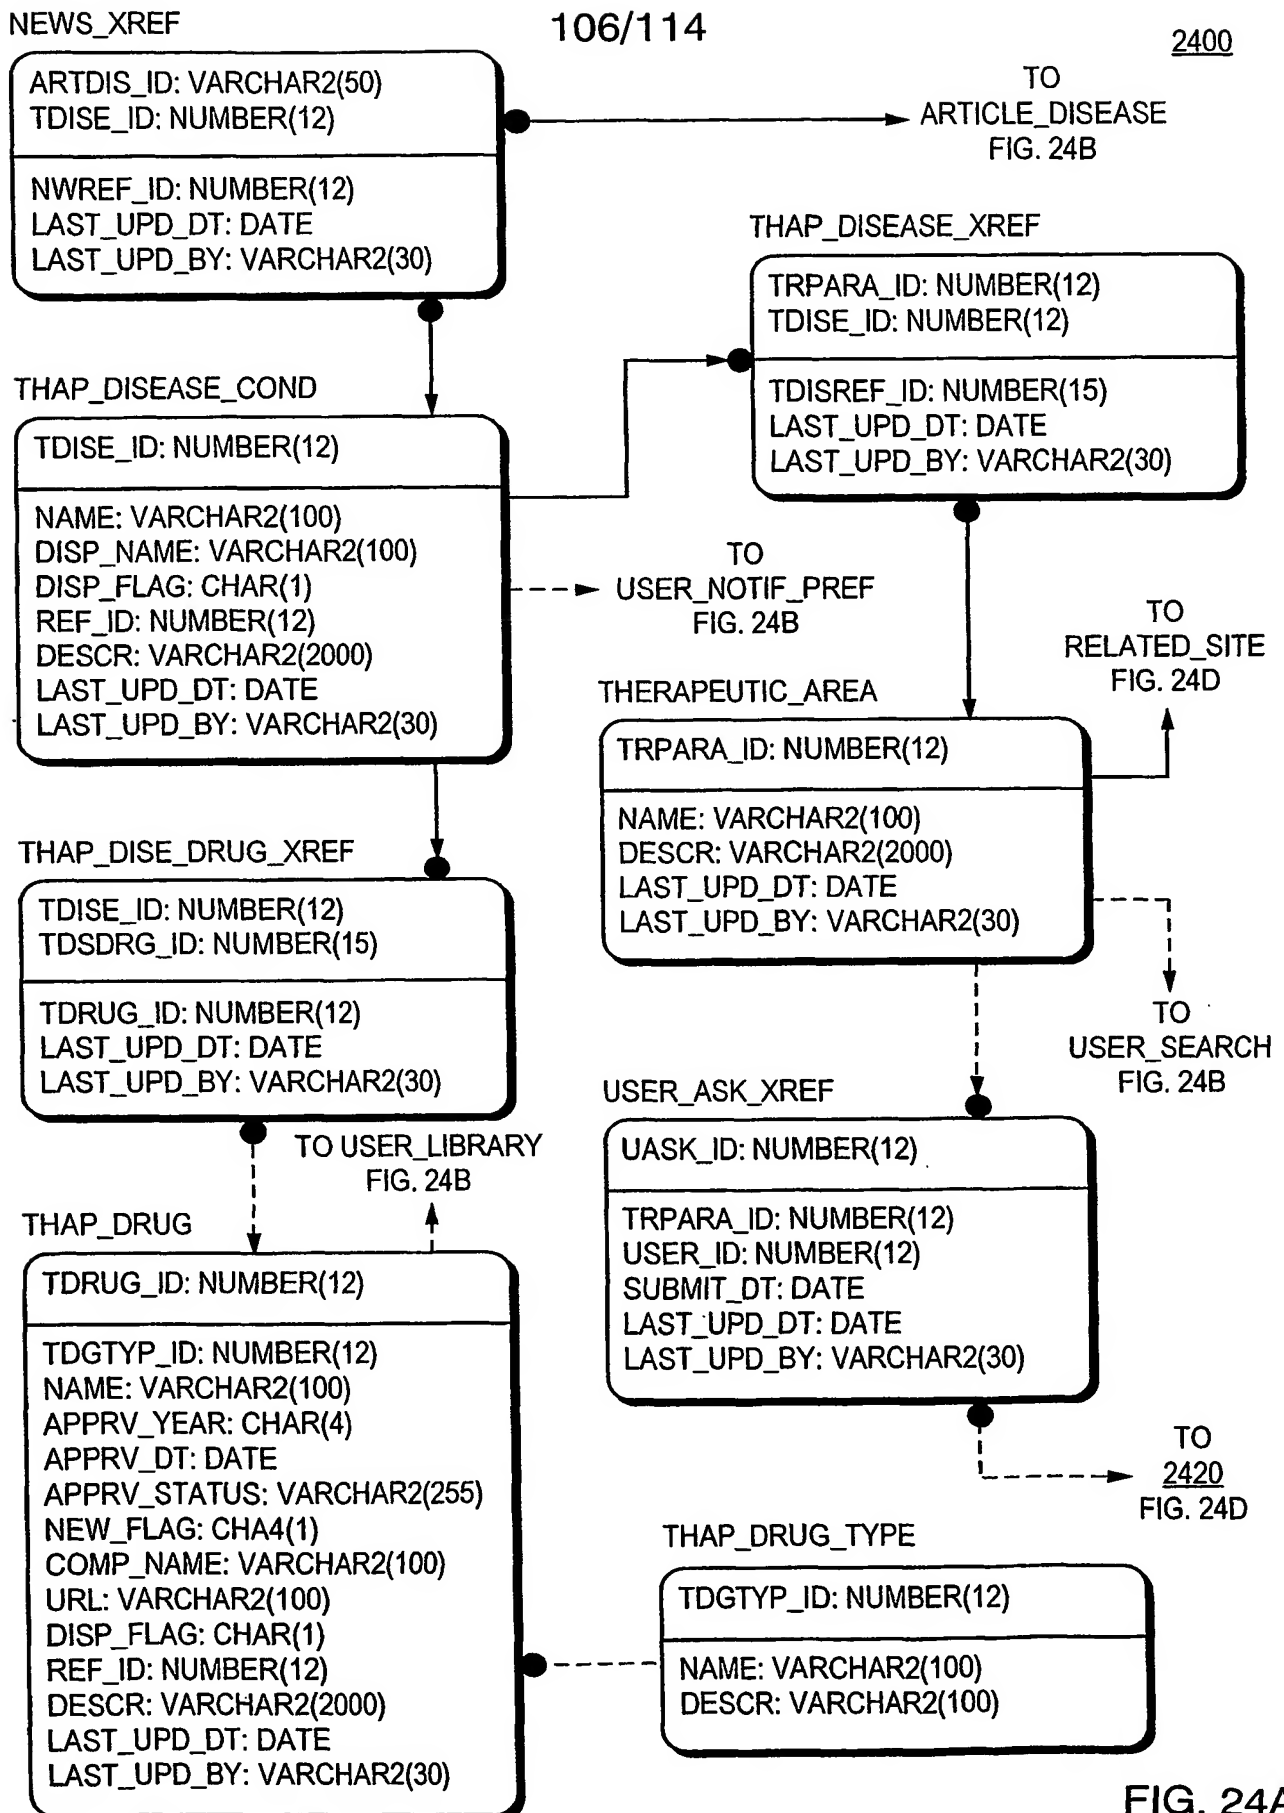 106/114
2400
NEWS_XREF
ARTDIS_ID: VARCHAR2(50)
TDISE_ID: NUMBER(12)
NWREF_ID: NUMBER(12)
LAST_UPD_DT: DATE
LAST_UPD_BY: VARCHAR2(30)
TO
ARTICLE_DISEASE
FIG. 24B
THAP_DISEASE_XREF
TRPARA_ID: NUMBER(12)
TDISE_ID: NUMBER(12)
TDISREF_ID: NUMBER(15)
LAST_UPD_DT: DATE
LAST_UPD_BY: VARCHAR2(30)
THAP_DISEASE_COND
TDISE_ID: NUMBER(12)
NAME: VARCHAR2(100)
DISP_NAME: VARCHAR2(100)
DISP_FLAG: CHAR(1)
REF_ID: NUMBER(12)
DESCR: VARCHAR2(2000)
LAST_UPD_DT: DATE
LAST_UPD_BY: VARCHAR2(30)
TO
USER_NOTIF_PREF
FIG. 24B
TO
RELATED_SITE
FIG. 24D
THERAPEUTIC_AREA
TRPARA_ID: NUMBER(12)
NAME: VARCHAR2(100)
DESCR: VARCHAR2(2000)
LAST_UPD_DT: DATE
LAST_UPD_BY: VARCHAR2(30)
TO
USER_SEARCH
FIG. 24B
THAP_DISE_DRUG_XREF
TDISE_ID: NUMBER(12)
TDSDRG_ID: NUMBER(15)
TDRUG_ID: NUMBER(12)
LAST_UPD_DT: DATE
LAST_UPD_BY: VARCHAR2(30)
TO USER_LIBRARY
FIG. 24B
USER_ASK_XREF
UASK_ID: NUMBER(12)
TRPARA_ID: NUMBER(12)
USER_ID: NUMBER(12)
SUBMIT_DT: DATE
LAST_UPD_DT: DATE
LAST_UPD_BY: VARCHAR2(30)
TO
2420
FIG. 24D
THAP_DRUG
TDRUG_ID: NUMBER(12)
TDGTYP_ID: NUMBER(12)
NAME: VARCHAR2(100)
APPRV_YEAR: CHAR(4)
APPRV_DT: DATE
APPRV_STATUS: VARCHAR2(255)
NEW_FLAG: CHA4(1)
COMP_NAME: VARCHAR2(100)
URL: VARCHAR2(100)
DISP_FLAG: CHAR(1)
REF_ID: NUMBER(12)
DESCR: VARCHAR2(2000)
LAST_UPD_DT: DATE
LAST_UPD_BY: VARCHAR2(30)
THAP_DRUG_TYPE
TDGTYP_ID: NUMBER(12)
NAME: VARCHAR2(100)
DESCR: VARCHAR2(100)
FIG. 24A